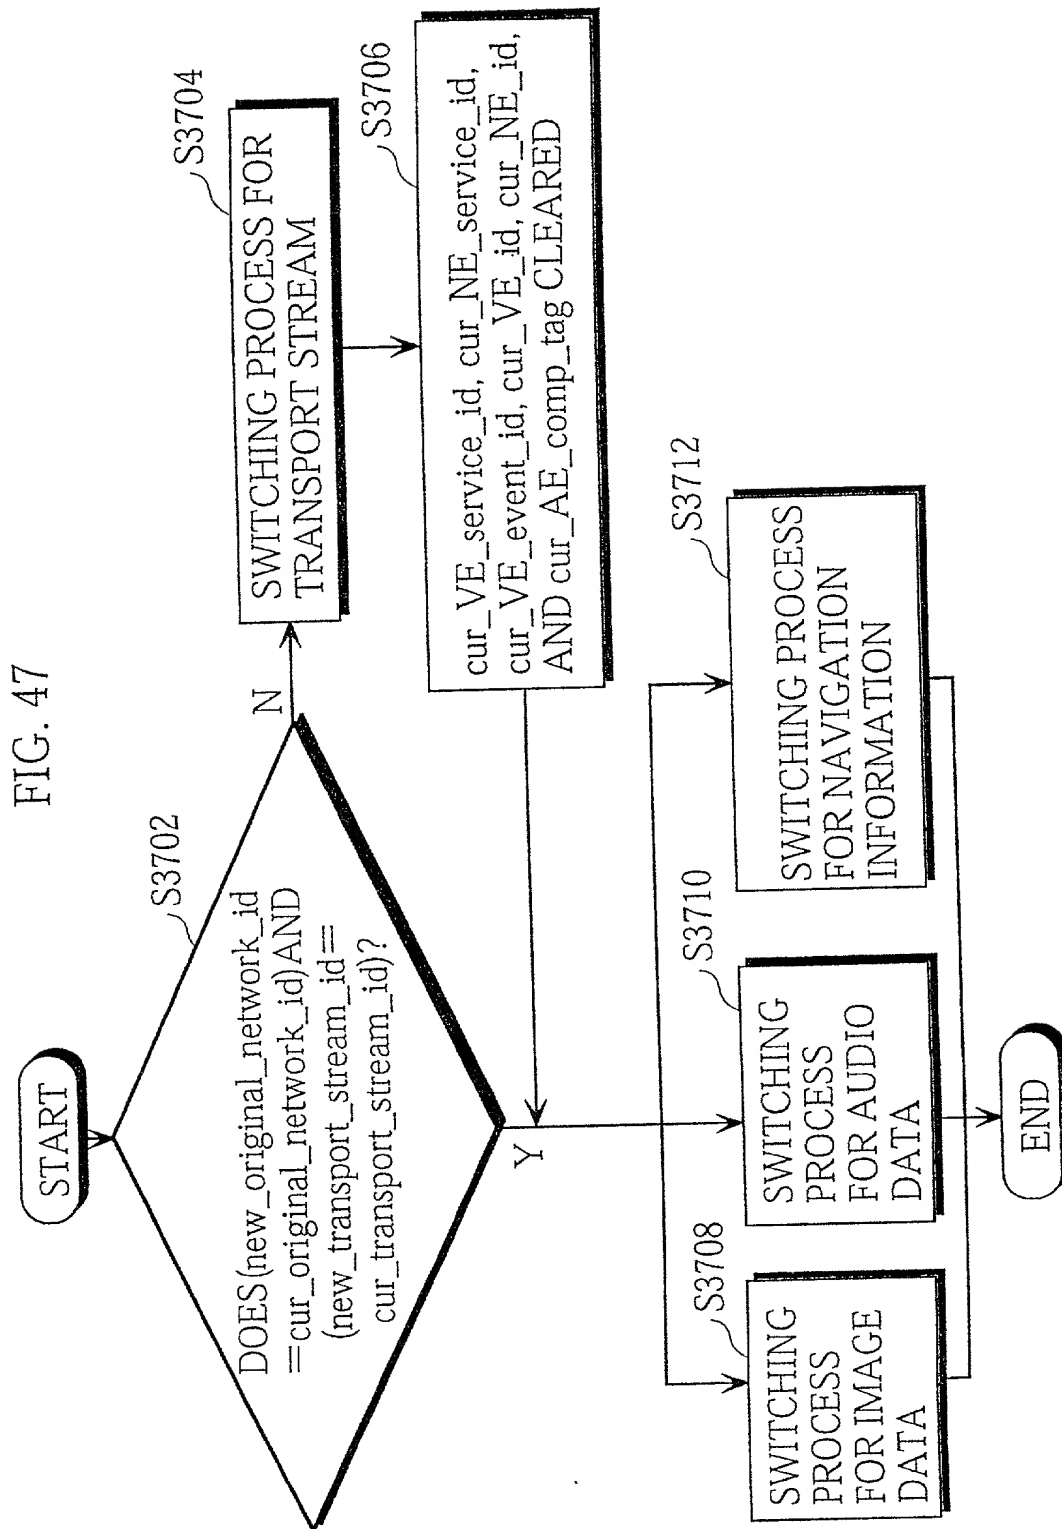 FIG. 47
START
S3702
DOES(new_original_network_id
=cur_original_network_id)AND
(new_transport_stream_id=
cur_transport_stream_id)?
N
S3704
SWITCHING PROCESS FOR
TRANSPORT STREAM
S3706
cur_VE_service_id, cur_NE_service_id,
cur_VE_event_id, cur_VE_id, cur_NE_id,
AND cur_AE_comp_tag CLEARED
Y
S3708
SWITCHING
PROCESS
FOR IMAGE
DATA
S3710
SWITCHING
PROCESS
FOR AUDIO
DATA
S3712
SWITCHING PROCESS
FOR NAVIGATION
INFORMATION
END